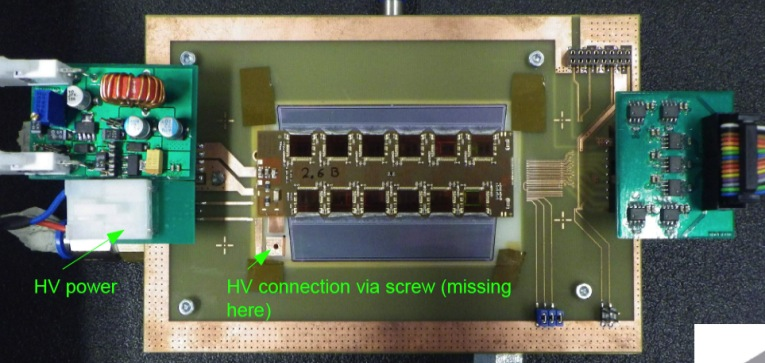 2.6 B
HV power
HV connection via screw (missing
here)